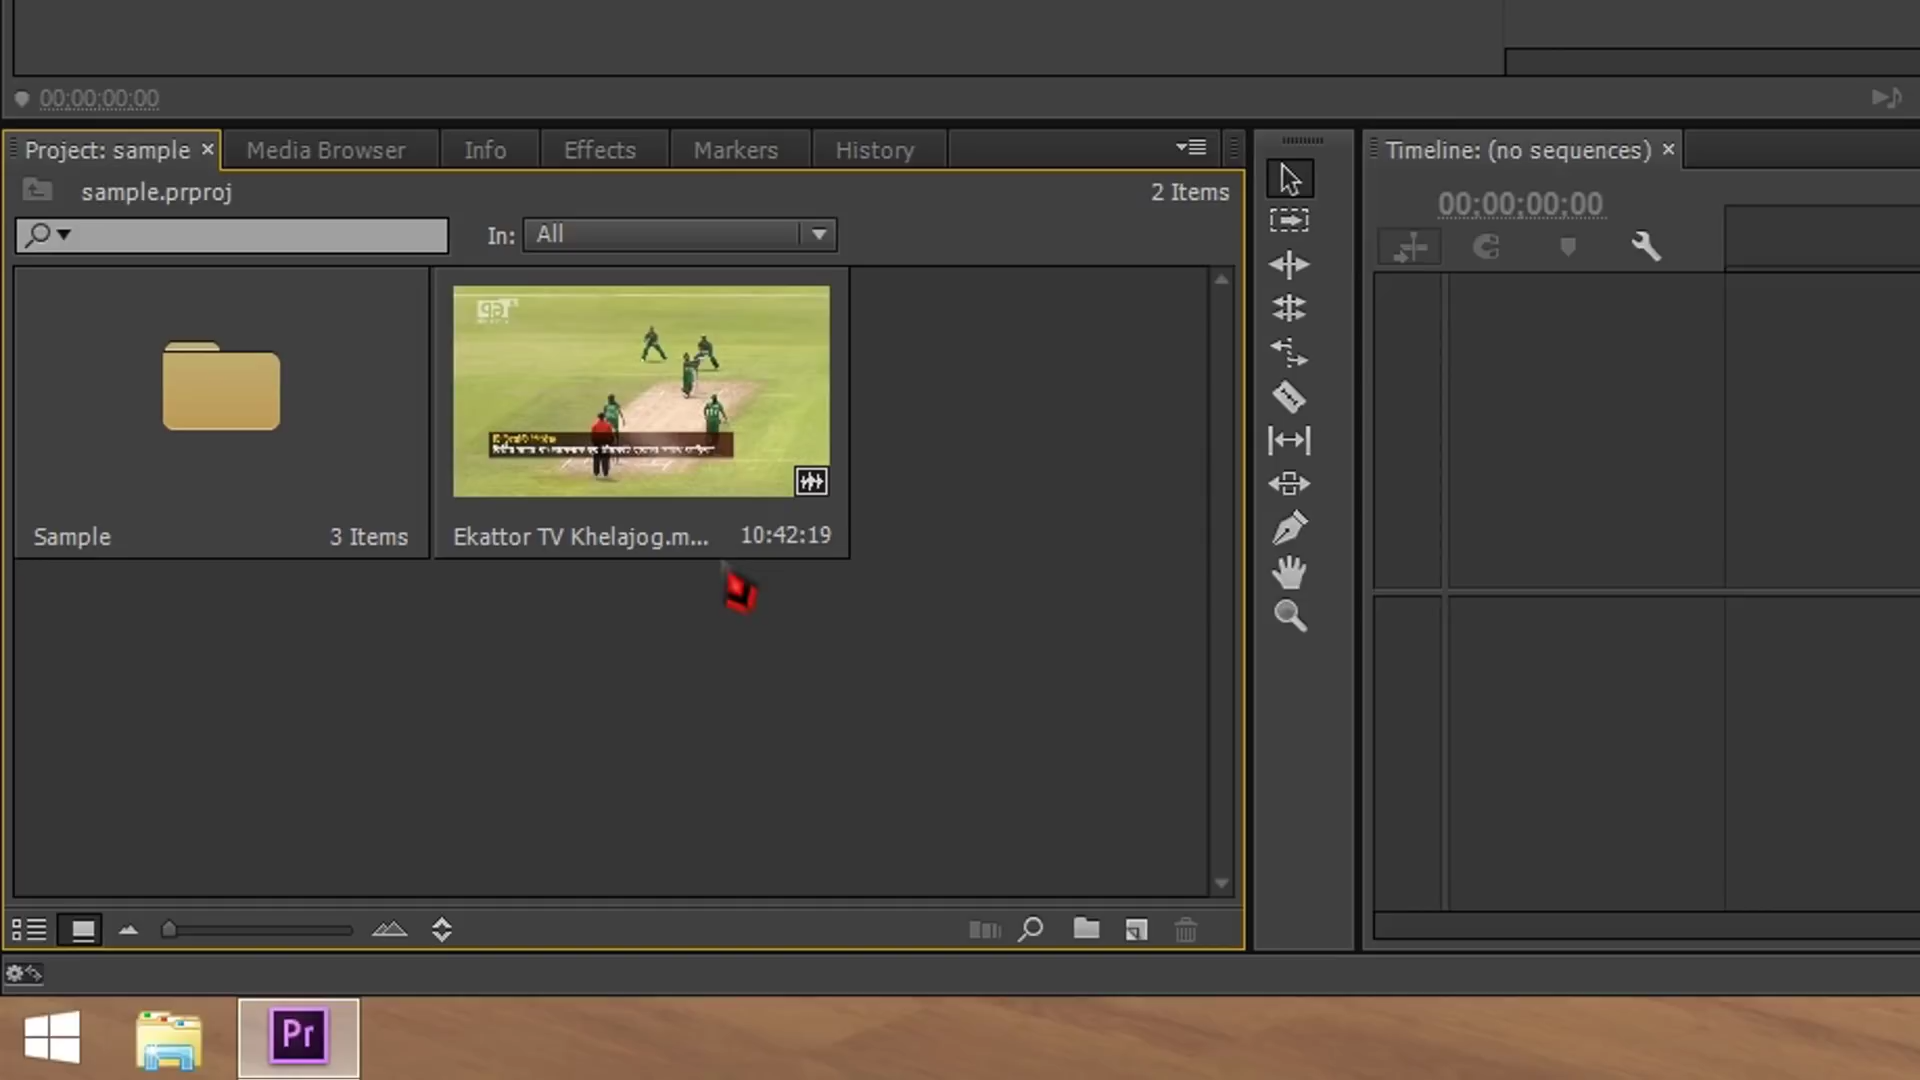 00;00;00;00
Project: sample × Media Browser Info Effects Markers History
Timeline: (no sequences) ×
sample.prproj 2 Items
00;00;00;00
In: All
Sample 3 Items
Ekattor TV Khelajog.m... 10:42:19
Pr